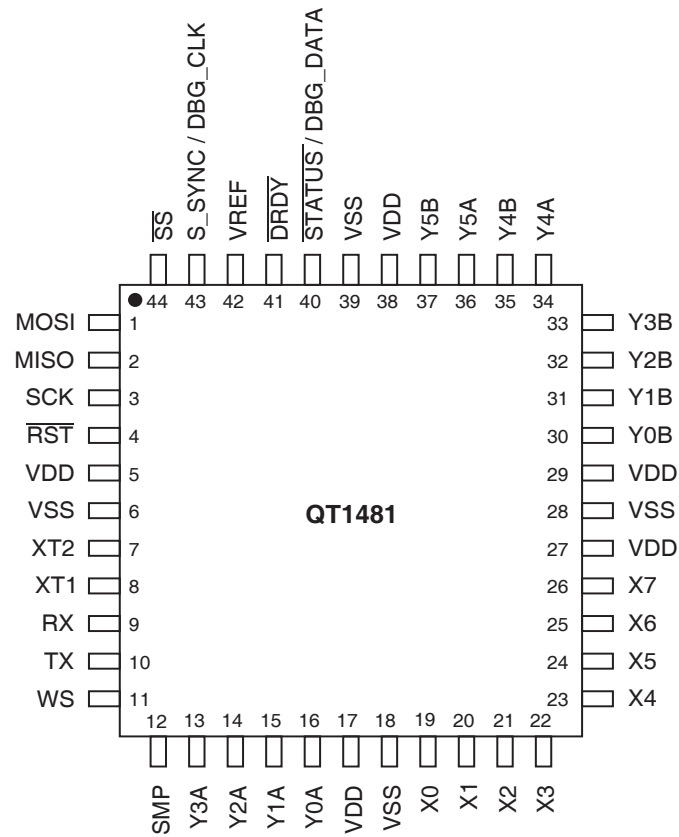 SS
S_SYNC / DBG_CLK
VREF
DRDY
STATUS / DBG_DATA
VSS
VDD
Y5B
Y5A
Y4B
Y4A
44 43 42 41 40 39 38 37 36 35 34
MOSI 1
MISO 2
SCK 3
RST 4
VDD 5
VSS 6
XT2 7
XT1 8
RX 9
TX 10
WS 11
QT1481
33 Y3B
32 Y2B
31 Y1B
30 Y0B
29 VDD
28 VSS
27 VDD
26 X7
25 X6
24 X5
23 X4
12 13 14 15 16 17 18 19 20 21 22
SMP
Y3A
Y2A
Y1A
Y0A
VDD
VSS
X0
X1
X2
X3